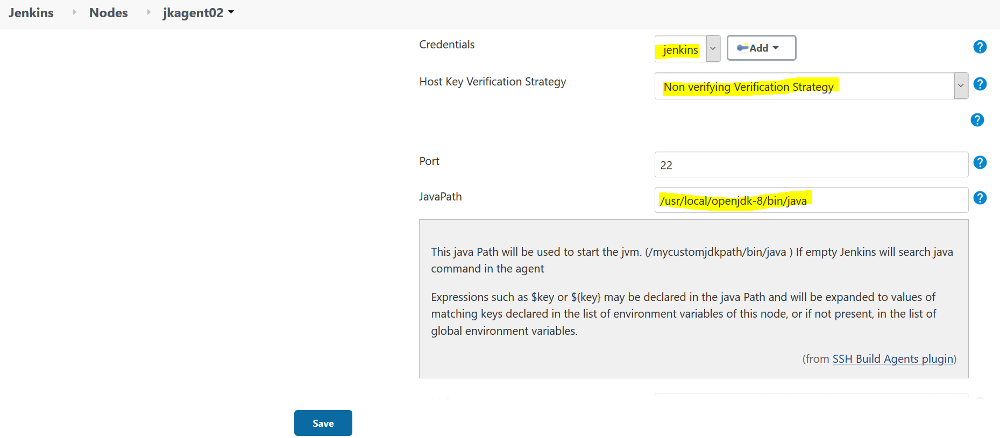 Jenkins Nodes jkagent02
Credentials
jenkins
Add
?
Host Key Verification Strategy
Non verifying Verification Strategy
?
?
Port
22
?
JavaPath
/usr/local/openjdk-8/bin/java
?
This java Path will be used to start the jvm. (/mycustomjdkpath/bin/java ) If empty Jenkins will search java
command in the agent
Expressions such as $key or ${key} may be declared in the java Path and will be expanded to values of
matching keys declared in the list of environment variables of this node, or if not present, in the list of
global environment variables.
(from SSH Build Agents plugin)
Save